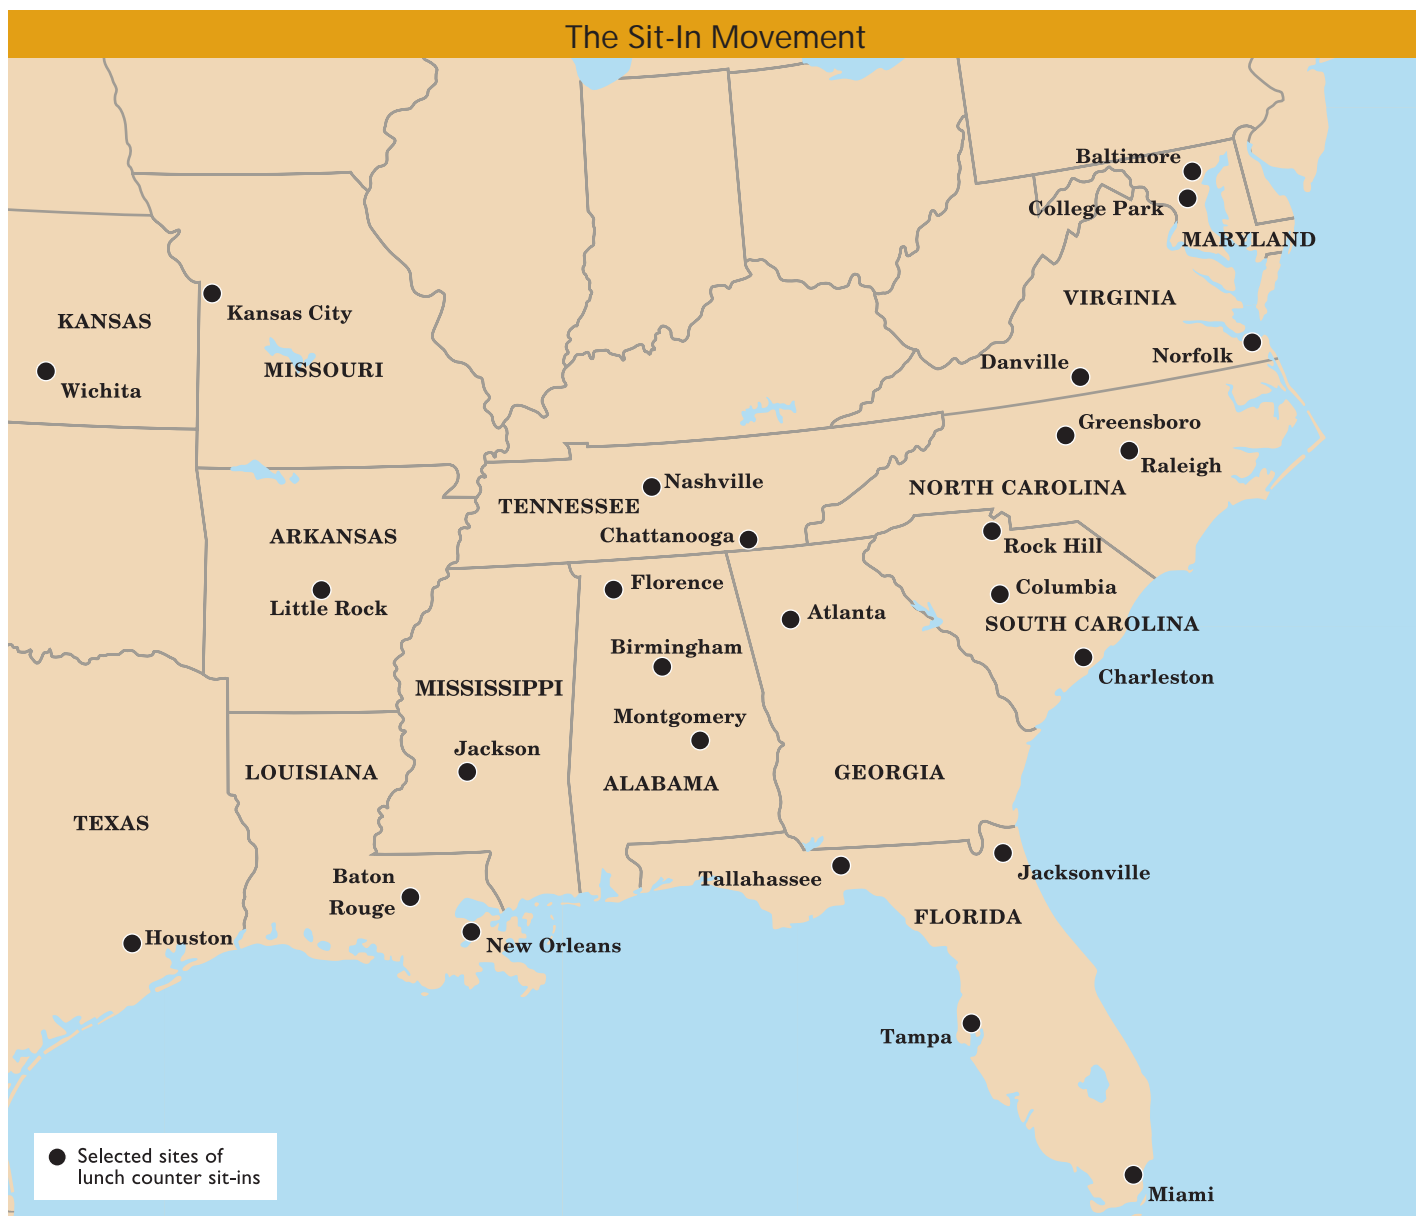 The Sit-In Movement
Baltimore
College Park
MARYLAND
VIRGINIA
Kansas City
KANSAS
Norfolk
Danville
MISSOURI
Wichita
Greensboro
Raleigh
Nashville
NORTH CAROLINA
TENNESSEE
Chattanooga
ARKANSAS
Rock Hill
Florence
Columbia
Little Rock
Atlanta
SOUTH CAROLINA
Birmingham
Charleston
MISSISSIPPI
Montgomery
Jackson
LOUISIANA
GEORGIA
ALABAMA
TEXAS
Jacksonville
Baton
Rouge
Tallahassee
FLORIDA
Houston
New Orleans
Tampa
Selected sites of
lunch counter sit-ins
Miami